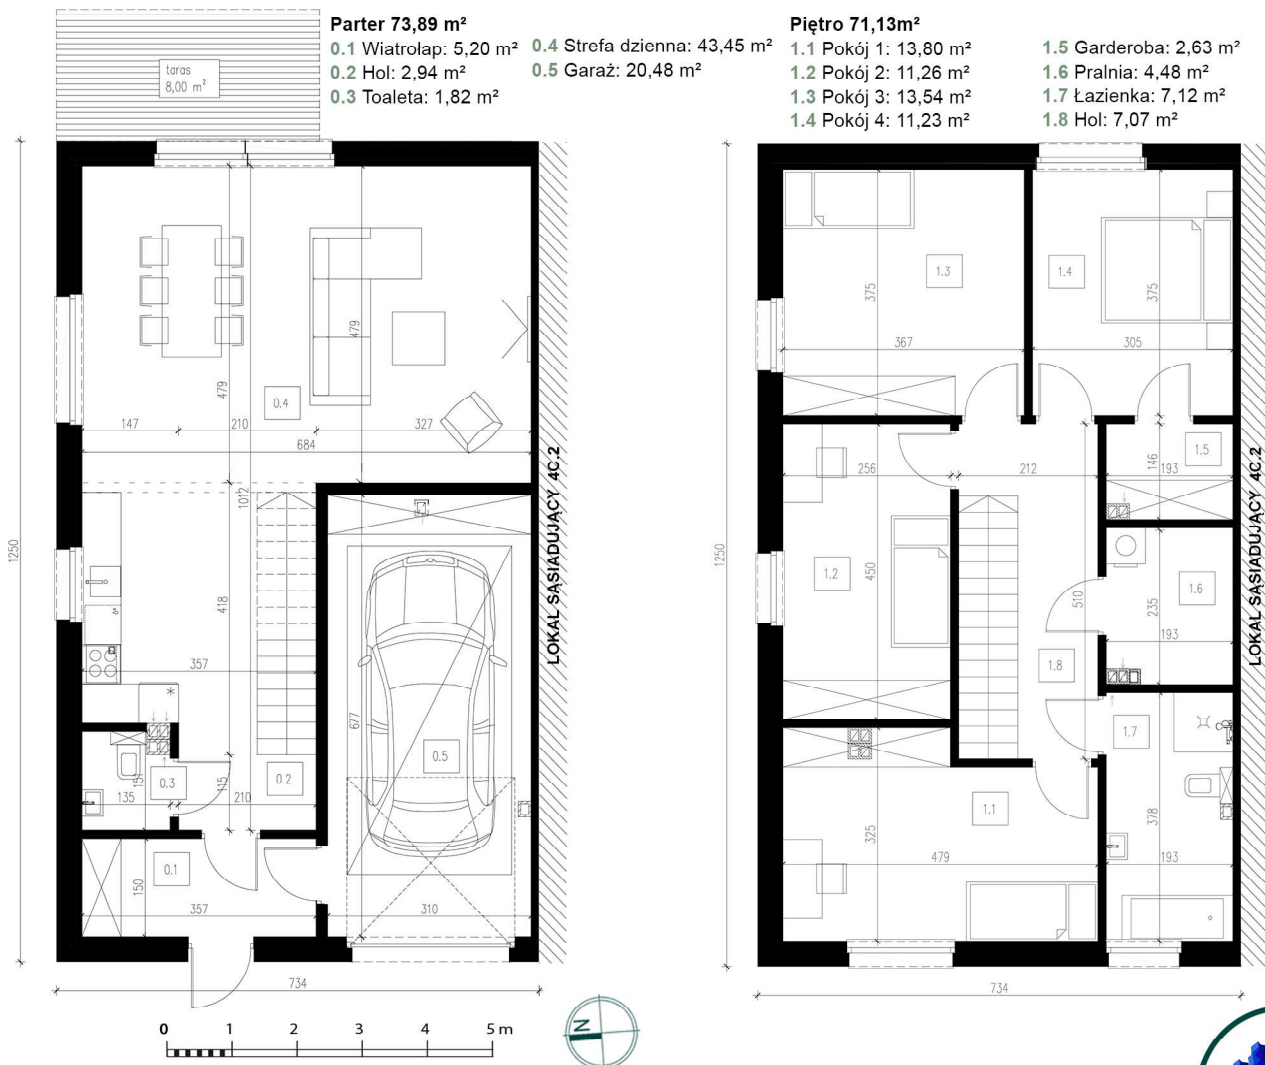 Parter 73,89 m²
0.1 Wiatrołap: 5,20 m²
0.2 Hol: 2,94 m²
0.3 Toaleta: 1,82 m²
0.4 Strefa dzienna: 43,45 m²
0.5 Garaż: 20,48 m²
Piętro 71,13m²
1.1 Pokój 1: 13,80 m²
1.2 Pokój 2: 11,26 m²
1.3 Pokój 3: 13,54 m²
1.4 Pokój 4: 11,23 m²
1.5 Garderoba: 2,63 m²
1.6 Pralnia: 4,48 m²
1.7 Łazienka: 7,12 m²
1.8 Hol: 7,07 m²
taras
8,00 m²
479
479
0.4
147
210
327
684
1012
1250
418
357
677
0.5
0.3
0.2
151
115
135
210
0.1
150
357
310
734
LOKAL SĄSIADUJĄCY 4C.2
0
1
2
3
4
5 m
N
1.3
1.4
375
375
367
305
1.5
146
193
256
212
1250
1.2
450
510
1.6
235
193
1.8
1.7
1.1
325
378
479
193
734
LOKAL SĄSIADUJĄCY 4C.2